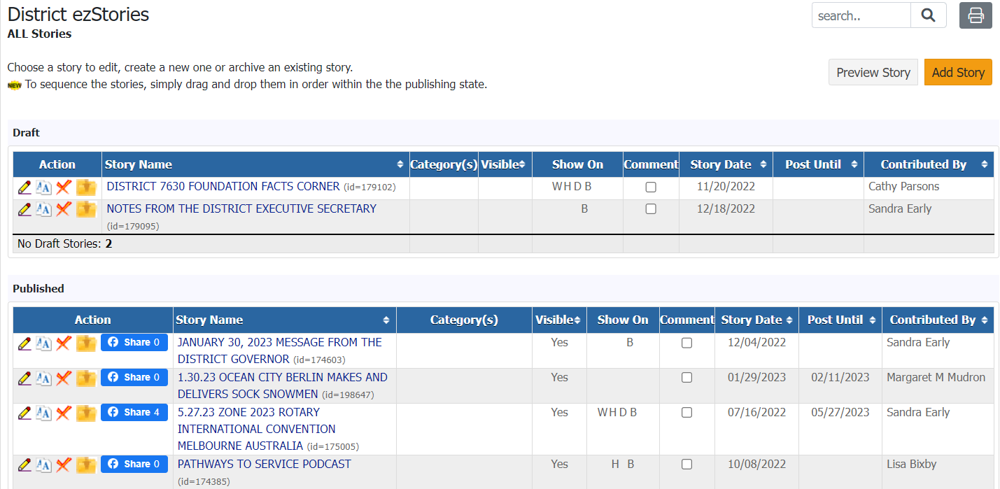 District ezStories
search..
ALL Stories
Choose a story to edit, create a new one or archive an existing story.
Preview Story Add Story
NEW To sequence the stories, simply drag and drop them in order within the the publishing state.
Draft
Action Story Name Category(s) Visible Show On Comment Story Date Post Until Contributed By
DISTRICT 7630 FOUNDATION FACTS CORNER (id=179102) W H D B 11/20/2022 Cathy Parsons
NOTES FROM THE DISTRICT EXECUTIVE SECRETARY B 12/18/2022 Sandra Early
(id=179095)
No Draft Stories: 2
Published
Action Story Name Category(s) Visible Show On Comment Story Date Post Until Contributed By
Share 0 JANUARY 30, 2023 MESSAGE FROM THE Yes B 12/04/2022 Sandra Early
DISTRICT GOVERNOR (id=174603)
Share 0 1.30.23 OCEAN CITY BERLIN MAKES AND Yes 01/29/2023 02/11/2023 Margaret M Mudron
DELIVERS SOCK SNOWMEN (id=198647)
Share 4 5.27.23 ZONE 2023 ROTARY Yes W H D B 07/16/2022 05/27/2023 Sandra Early
INTERNATIONAL CONVENTION
MELBOURNE AUSTRALIA (id=175005)
Share 0 PATHWAYS TO SERVICE PODCAST Yes H B 10/08/2022 Lisa Bixby
(id=174385)